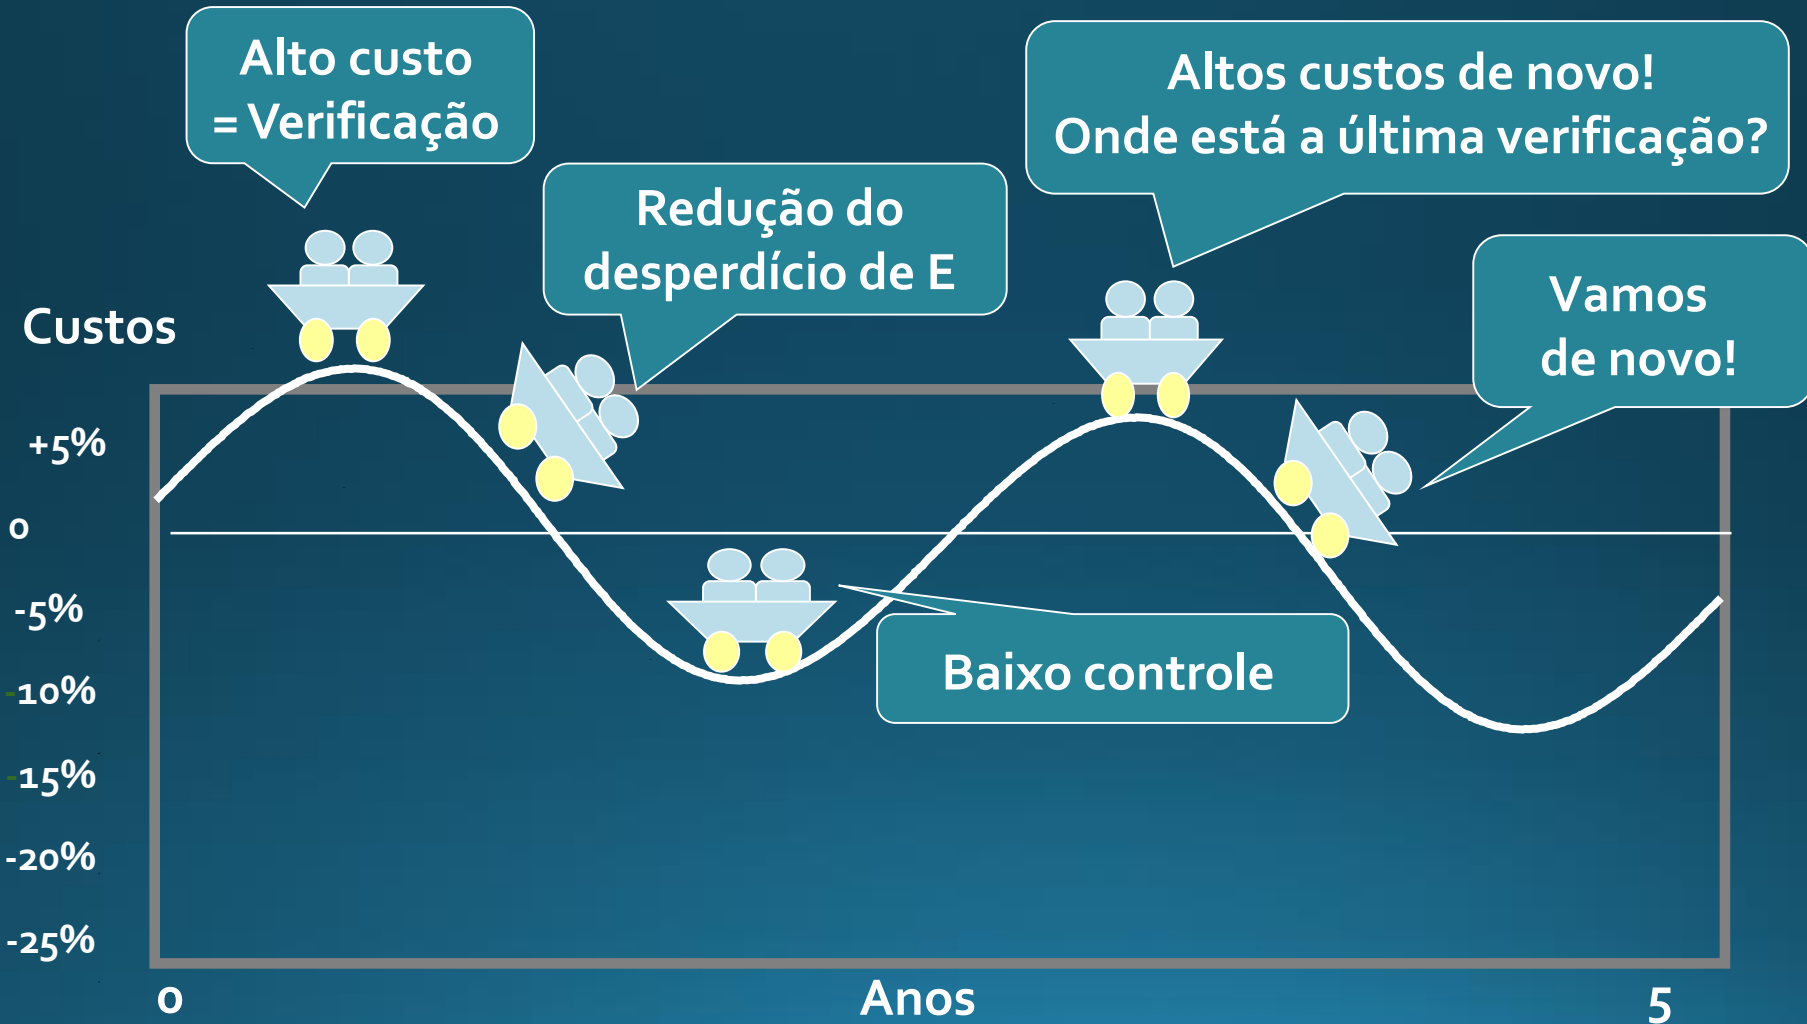 Alto custo
= Verificação
Altos custos de novo!
Onde está a última verificação?
Redução do
desperdício de E
Vamos
de novo!
Custos
+5%
0
-5%
Baixo controle
-10%
-15%
-20%
-25%
0
Anos
5